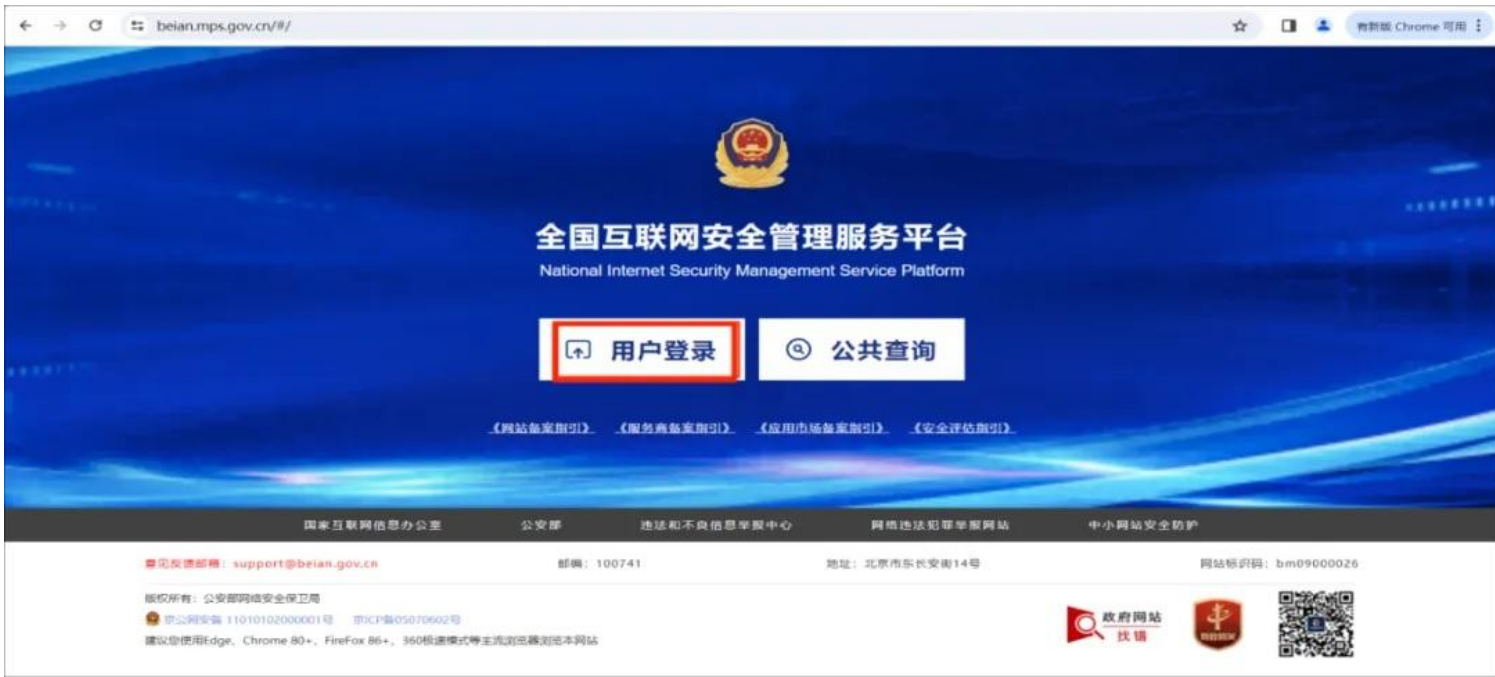 beian.mps.gov.cn/#/
有新版 Chrome 可用
全国互联网安全管理服务平台
National Internet Security Management Service Platform
用户登录
公共查询
《网站备案指引》 《服务商备案指引》 《应用市场备案指引》 《安全评估指引》
国家互联网信息办公室 公安部 违法和不良信息举报中心 网络违法犯罪举报网站 中小网站安全防护
意见反馈邮箱：support@beian.gov.cn 邮编：100741 地址：北京市东长安街14号 网站标识码：bm09000026
版权所有：公安部网络安全保卫局
京公网安备 11010102000001号 京ICP备05070602号
建议您使用Edge、Chrome 80+、FireFox 86+、360极速模式等主流浏览器浏览本网站
政府网站
找错